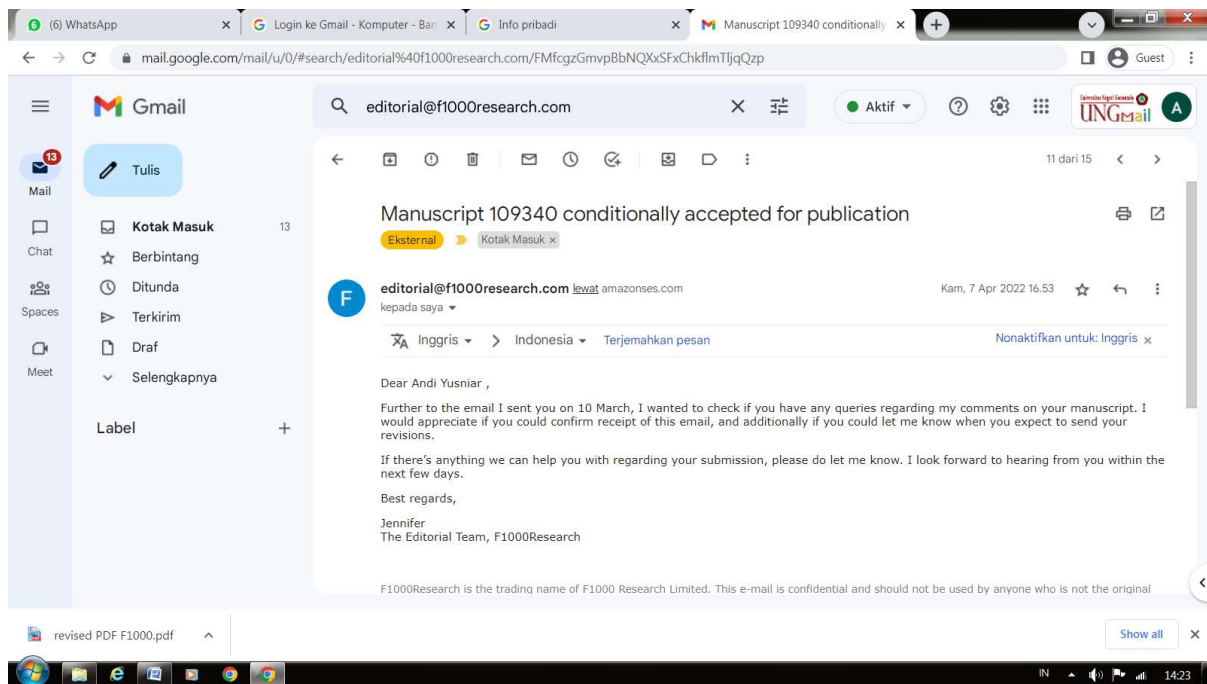 (6) WhatsApp
Login ke Gmail - Komputer - Ban
Info pribadi
Manuscript 109340 conditionally
mail.google.com/mail/u/0/#search/editorial%40f1000research.com/FMfcgzGmvpBbNQXxSFxChkflmTljqQzp
Guest
Gmail
editorial@f1000research.com
Aktif
Universitas Negeri Gorontalo
UNGmail
A
13
Mail
Chat
Spaces
Meet
Tulis
Kotak Masuk 13
Berbintang
Ditunda
Terkirim
Draf
Selengkapnya
Label
11 dari 15
Manuscript 109340 conditionally accepted for publication
Eksternal Kotak Masuk ×
F
editorial@f1000research.com lewat amazonses.com
Kam, 7 Apr 2022 16.53
kepada saya
Inggris > Indonesia Terjemahkan pesan
Nonaktifkan untuk: Inggris ×
Dear Andi Yusniar ,
Further to the email I sent you on 10 March, I wanted to check if you have any queries regarding my comments on your manuscript. I
would appreciate if you could confirm receipt of this email, and additionally if you could let me know when you expect to send your
revisions.
If there's anything we can help you with regarding your submission, please do let me know. I look forward to hearing from you within the
next few days.
Best regards,
Jennifer
The Editorial Team, F1000Research
F1000Research is the trading name of F1000 Research Limited. This e-mail is confidential and should not be used by anyone who is not the original
revised PDF F1000.pdf
Show all
IN
14:23